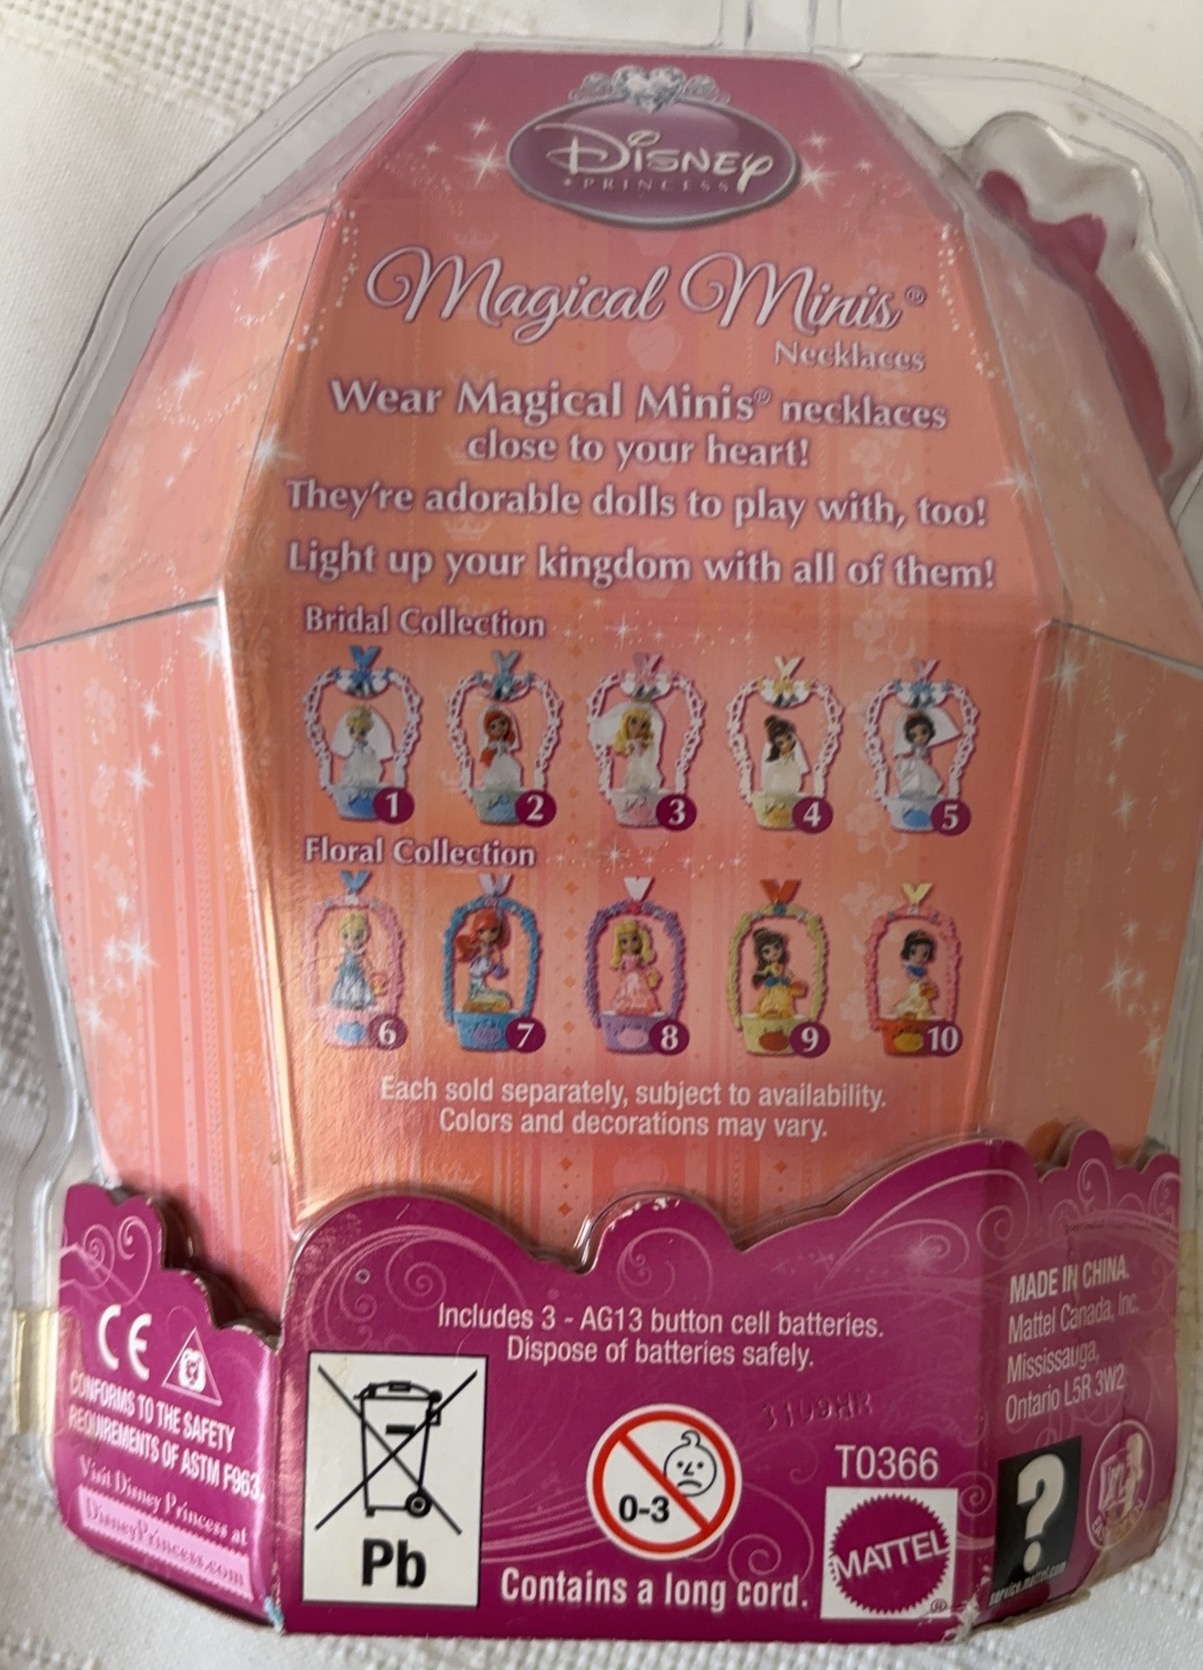 Disney
PRINCESS
Magical Minis®
Necklaces
Wear Magical Minis® necklaces
close to your heart!
They're adorable dolls to play with, too!
Light up your kingdom with all of them!
Bridal Collection
1 2 3 4 5
Floral Collection
6 7 8 9 10
Each sold separately, subject to availability.
Colors and decorations may vary.
CE
CONFORMS TO THE SAFETY
REQUIREMENTS OF ASTM F963.
Visit Disney Princess at
DisneyPrincess.com
Includes 3 - AG13 button cell batteries.
Dispose of batteries safely.
Pb
0-3
Contains a long cord.
T0366
MATTEL
®
MADE IN CHINA.
Mattel Canada, Inc.
Mississauga,
Ontario L5R 3W2
?
service.mattel.com